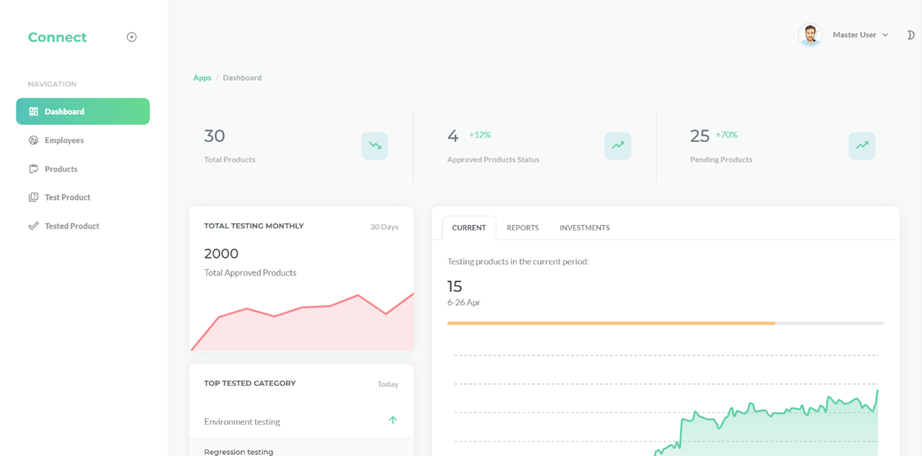 Connect
Master User
NAVIGATION
Dashboard
Employees
Products
Test Product
Tested Product
Apps / Dashboard
30
Total Products
4 +12%
Approved Products Status
25 +70%
Pending Products
TOTAL TESTING MONTHLY 30 Days
2000
Total Approved Products
TOP TESTED CATEGORY Today
Environment testing
Regression testing
CURRENT REPORTS INVESTMENTS
Testing products in the current period:
15
6-26 Apr